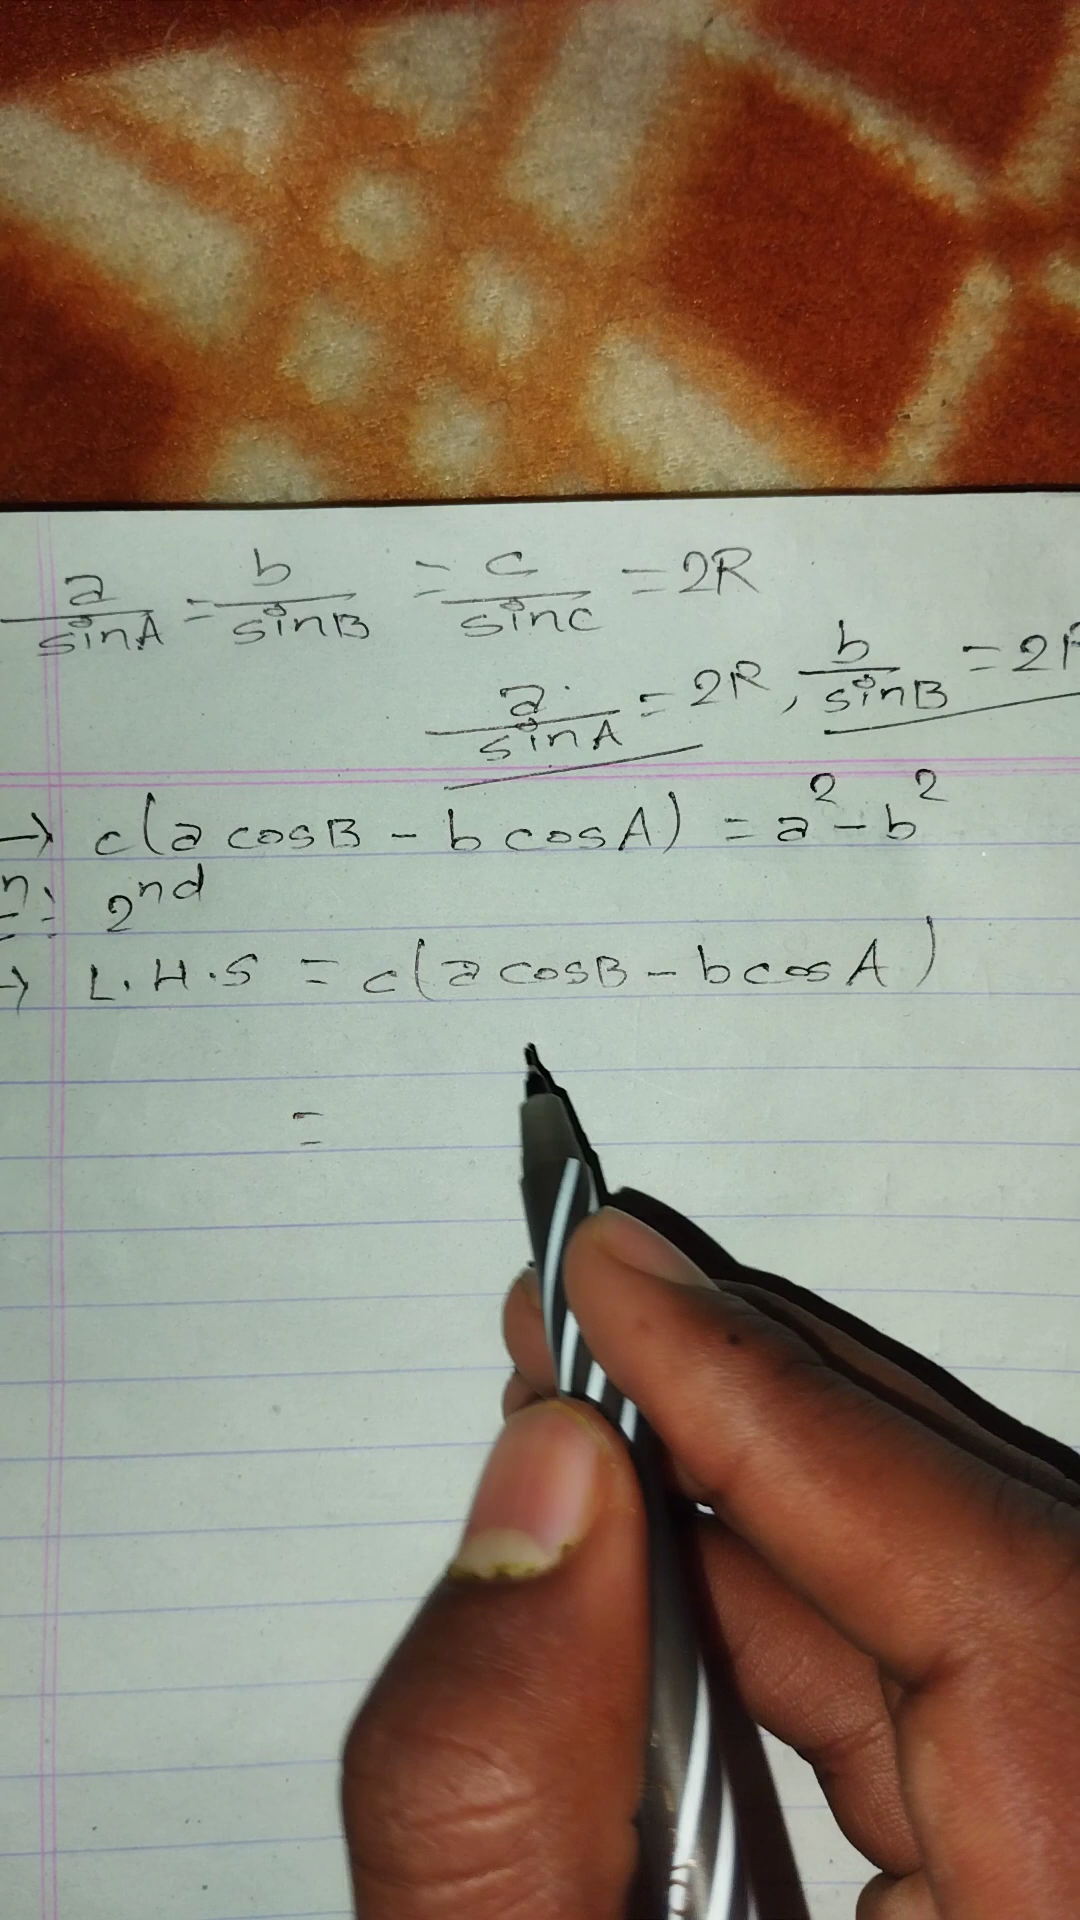 a/sinA = b/sinB = c/sinC = 2R
a/sinA = 2R, b/sinB = 2R
→ c(a cosB - b cosA) = a² - b²
2nd
→ L.H.S = c(a cosB - b cosA)
=